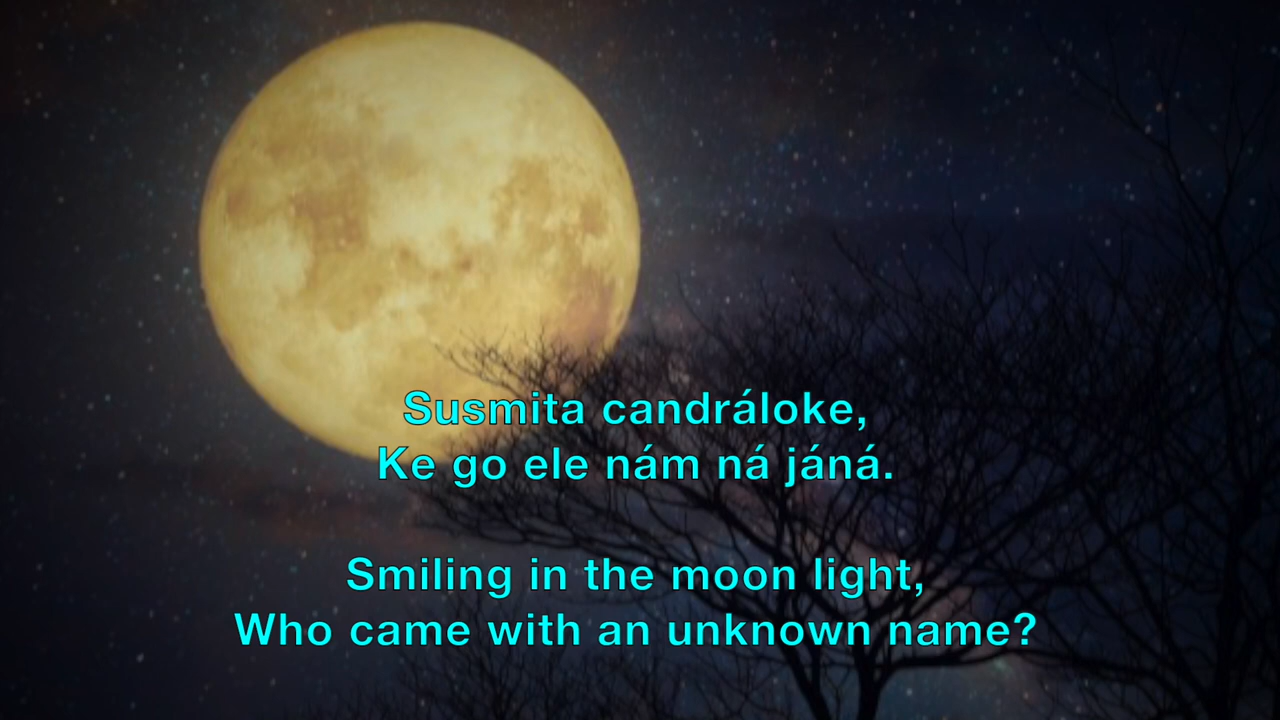 Susmita candráloke,
Ke go ele nám ná jáná.
Smiling in the moon light,
Who came with an unknown name?